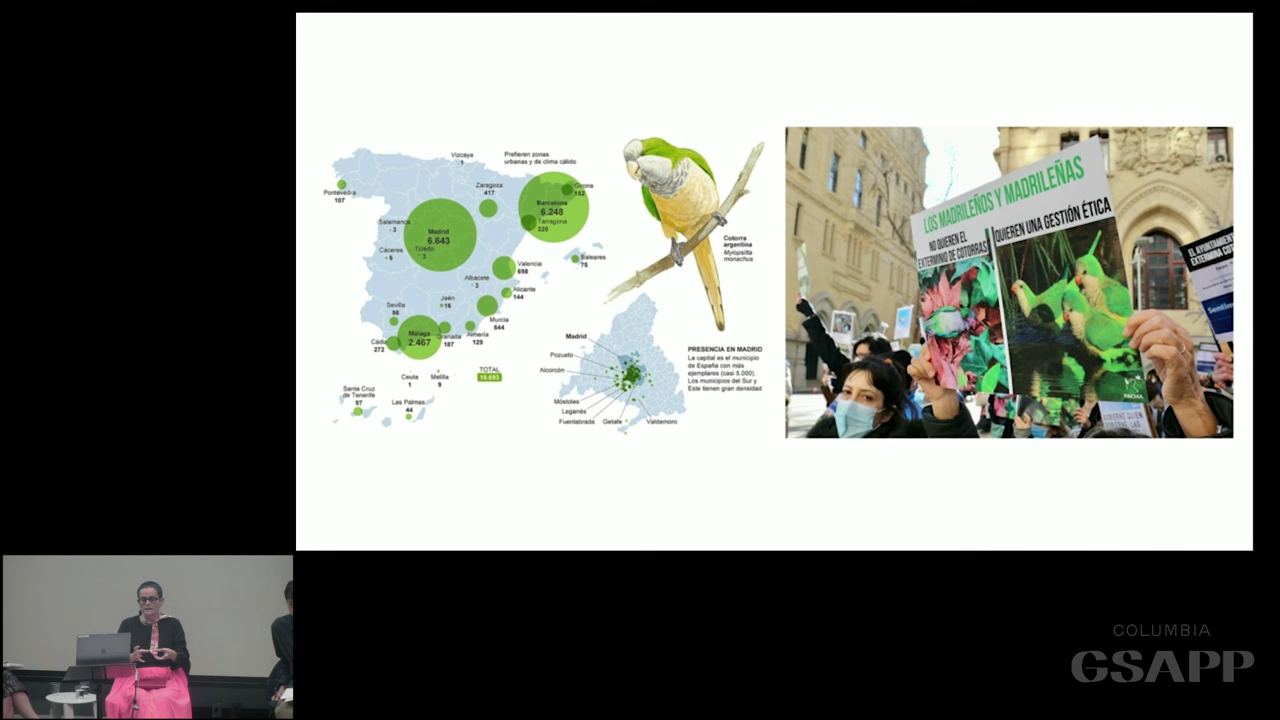 Vizcaya
1
Prefieren zonas
urbanas y de clima cálido
Pontevedra
107
Zaragoza
417
Girona
162
Barcelona
6.248
Tarragona
320
Salamanca
3
Madrid
6.643
Cáceres
6
Toledo
3
Baleares
75
Valencia
698
Albacete
3
Alicante
144
Jaén
16
Sevilla
96
Murcia
544
Málaga
2.467
Granada
187
Almería
129
Cádiz
272
Ceuta
1
Melilla
9
TOTAL
18.693
Santa Cruz
de Tenerife
97
Las Palmas
44
Cotorra
argentina
Myiopsitta
monachus
Madrid
Pozuelo
Alcorcón
Móstoles
Leganés
Fuenlabrada
Getafe
Valdemoro
PRESENCIA EN MADRID
La capital es el municipio
de España con más
ejemplares (casi 5.000).
Los municipios del Sur y
Este tienen gran densidad
LOS MADRILEÑOS Y MADRILEÑAS
NO QUIEREN EL
EXTERMINIO DE COTORRAS
QUIEREN UNA GESTIÓN ÉTICA
PACMA
EL AYUNTAMIENTO
EXTERMINA
COLUMBIA
GSAPP